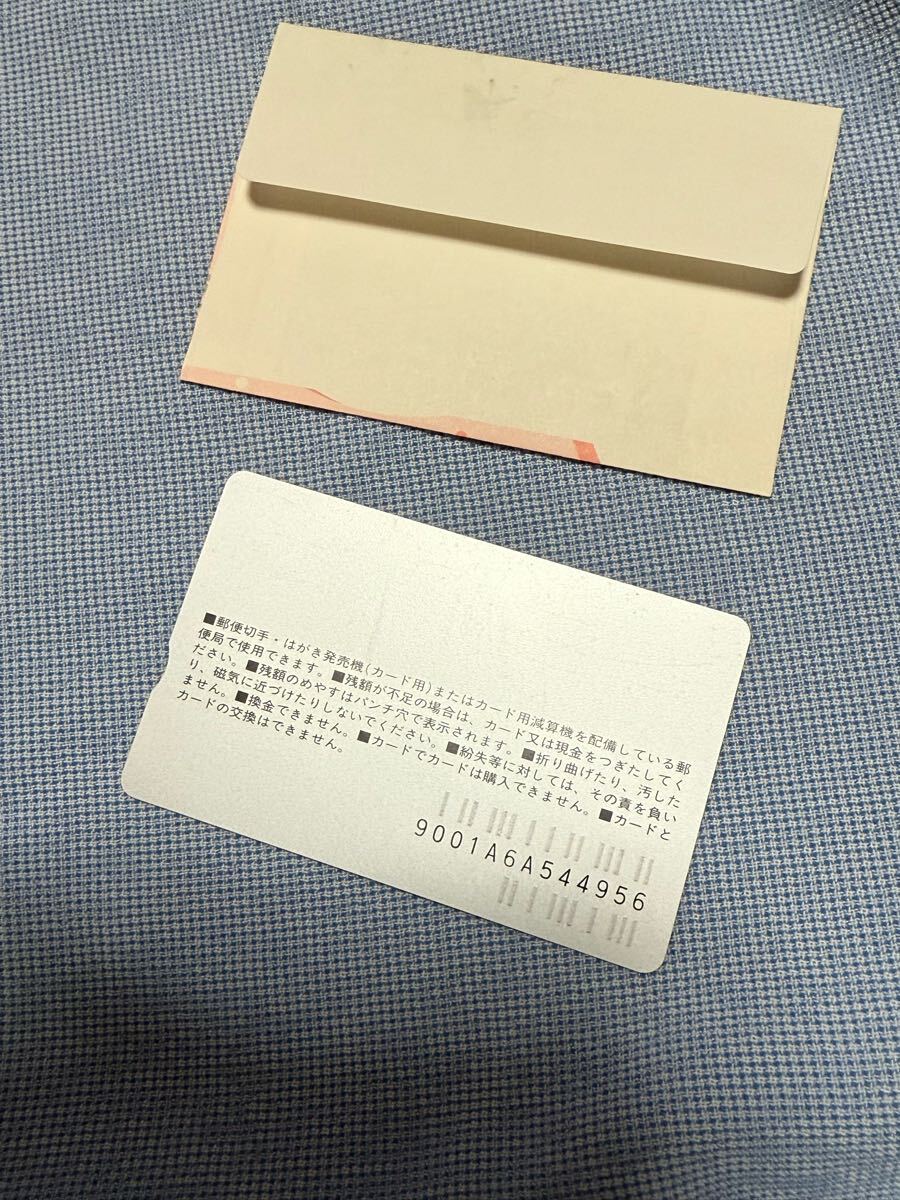 ■郵便切手・はがき発売機(カード用)またはカード用減算機を配備している郵
便局で使用できます。■残額が不足の場合は、カード又は現金をつぎたしてく
ださい。■残額のめやすはパンチ穴で表示されます。■折り曲げたり、汚した
り、磁気に近づけたりしないでください。■紛失等に対しては、その責を負い
ません。■換金できません。■カードでカードは購入できません。■カードと
カードの交換はできません。
9001A6A544956